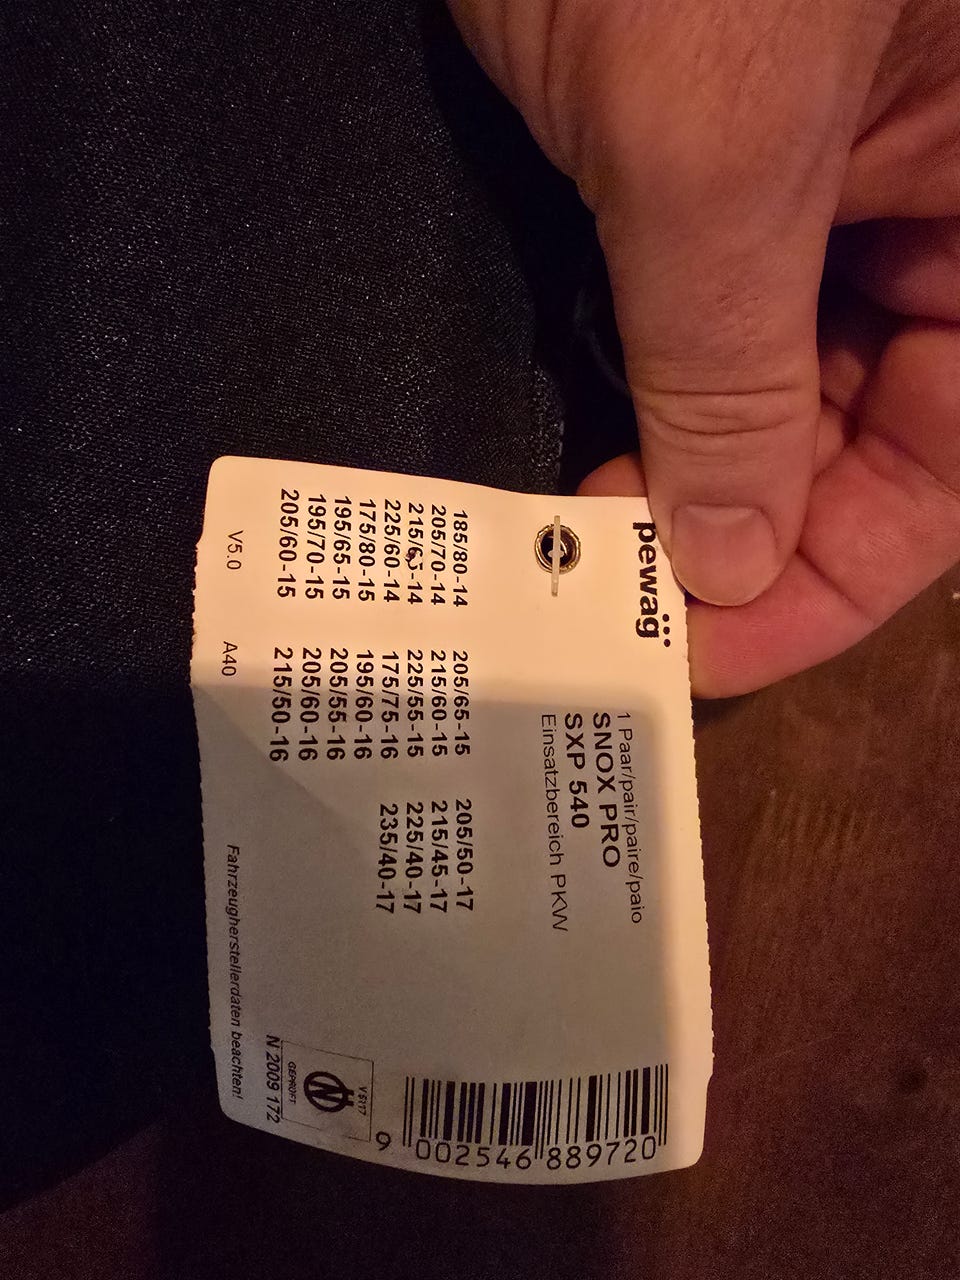 pewag
1 Paar/pair/paire/paio
SNOX PRO
SXP 540
Einsatzbereich PKW
185/80-14
205/70-14
215/65-14
225/60-14
175/80-15
195/65-15
195/70-15
205/60-15
205/65-15
215/60-15
225/55-15
175/75-16
195/60-16
205/55-16
205/60-16
215/50-16
205/50-17
215/45-17
225/40-17
235/40-17
V5.0
A40
Fahrzeugherstellerdaten beachten!
V5117
GEPRÜFT
N 2009 172
9 002546 889720